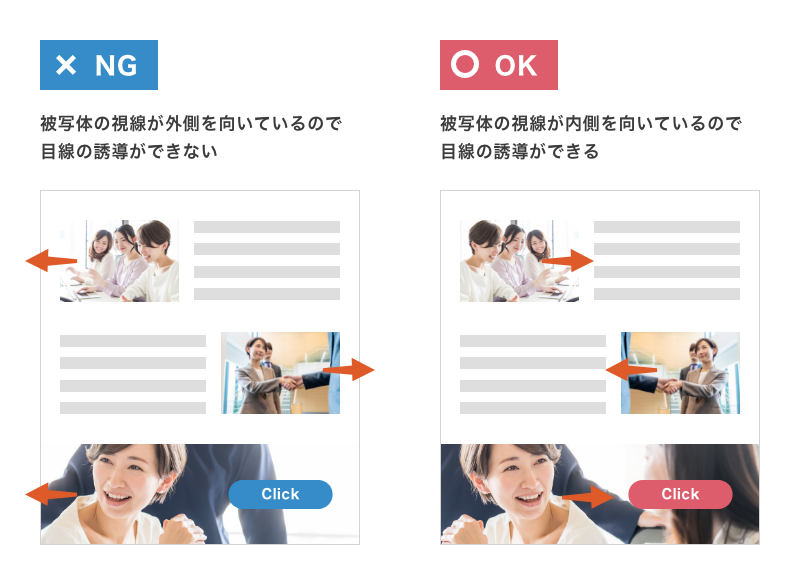 × NG
被写体の視線が外側を向いているので
目線の誘導ができない
Click
○ OK
被写体の視線が内側を向いているので
目線の誘導ができる
Click